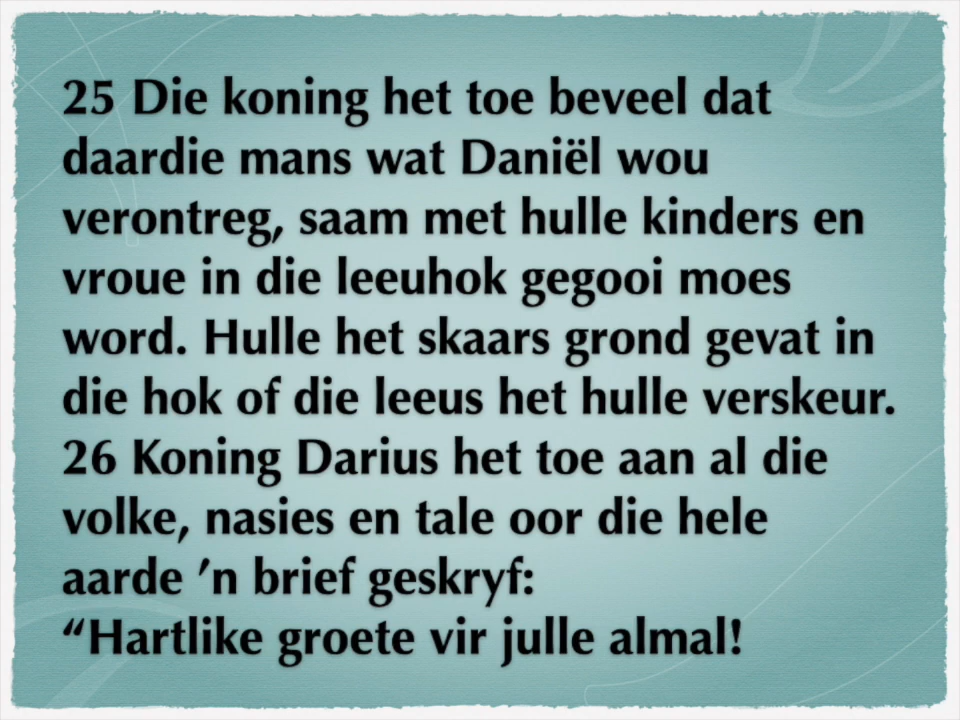 25 Die koning het toe beveel dat
daardie mans wat Daniël wou
verontreg, saam met hulle kinders en
vroue in die leeuhok gegooi moes
word. Hulle het skaars grond gevat in
die hok of die leeus het hulle verskeur.
26 Koning Darius het toe aan al die
volke, nasies en tale oor die hele
aarde ’n brief geskryf:
“Hartlike groete vir julle almal!